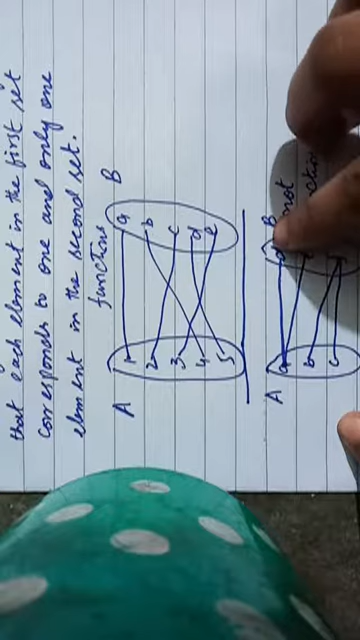 that each element in the first set
corresponds to one and only one
element in the second set.
function
A B
1 a
2 b
3 c
4 d
5 e
A B
a d
b
c
not